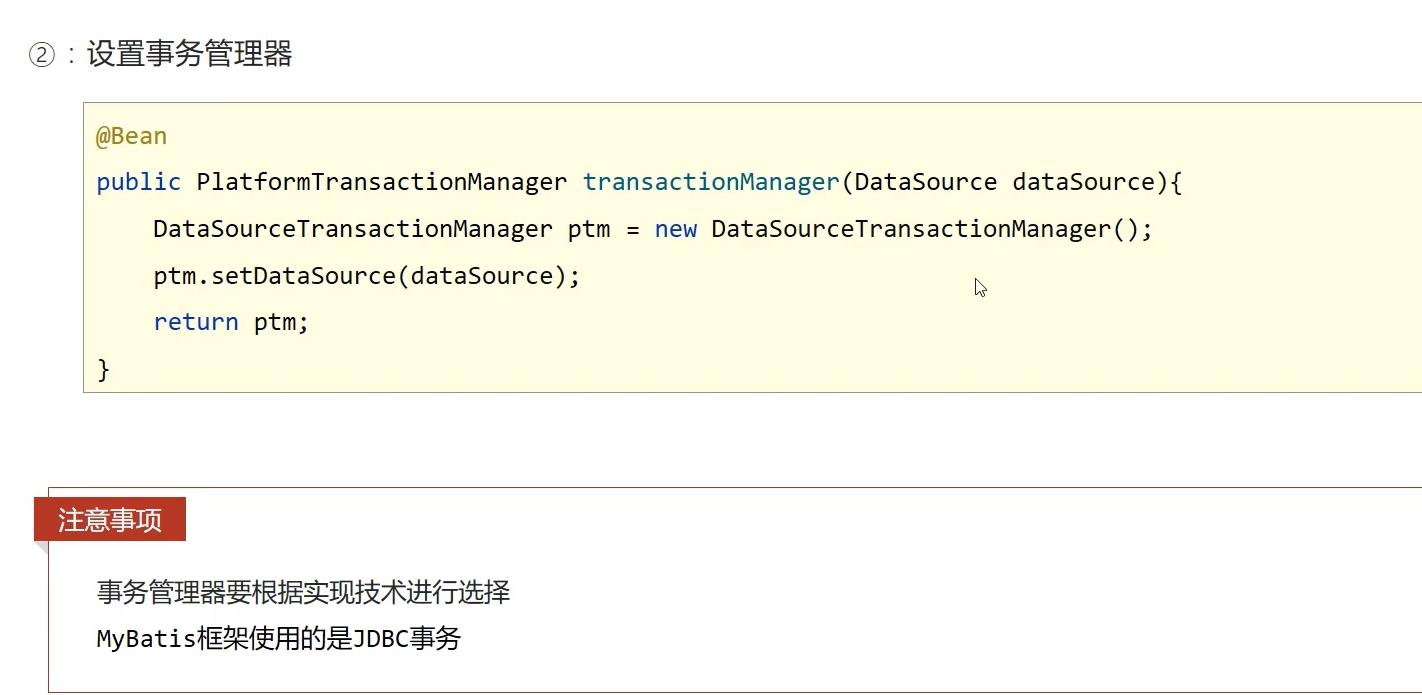 ②：设置事务管理器
@Bean
public PlatformTransactionManager transactionManager(DataSource dataSource){
    DataSourceTransactionManager ptm = new DataSourceTransactionManager();
    ptm.setDataSource(dataSource);
    return ptm;
}
注意事项
事务管理器要根据实现技术进行选择
MyBatis框架使用的是JDBC事务